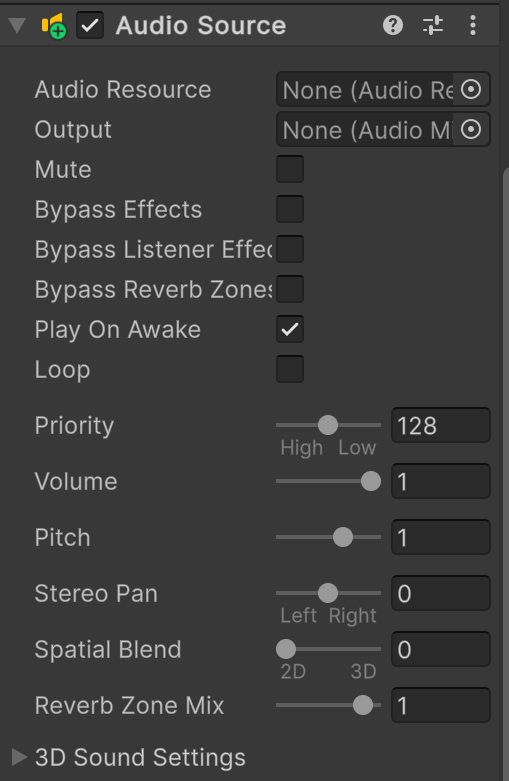 Audio Source
Audio Resource None (Audio Re
Output None (Audio Mi
Mute
Bypass Effects
Bypass Listener Effec
Bypass Reverb Zones
Play On Awake
Loop
Priority 128
High Low
Volume 1
Pitch 1
Stereo Pan 0
Left Right
Spatial Blend 0
2D 3D
Reverb Zone Mix 1
3D Sound Settings